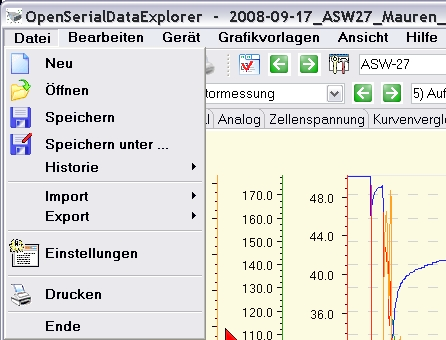 OpenSerialDataExplorer - 2008-09-17_ASW27_Mauren_
Datei Bearbeiten Gerät Grafikvorlagen Ansicht Hilfe
ASW-27
Neu
Öffnen
tormessung 5) Auf
Speichern
Analog Zellenspannung Kurvenvergl
Speichern unter ...
Historie
Import
Export
Einstellungen
Drucken
Ende
170.0
160.0
150.0
140.0
130.0
120.0
110.0
48.0
44.0
40.0
36.0